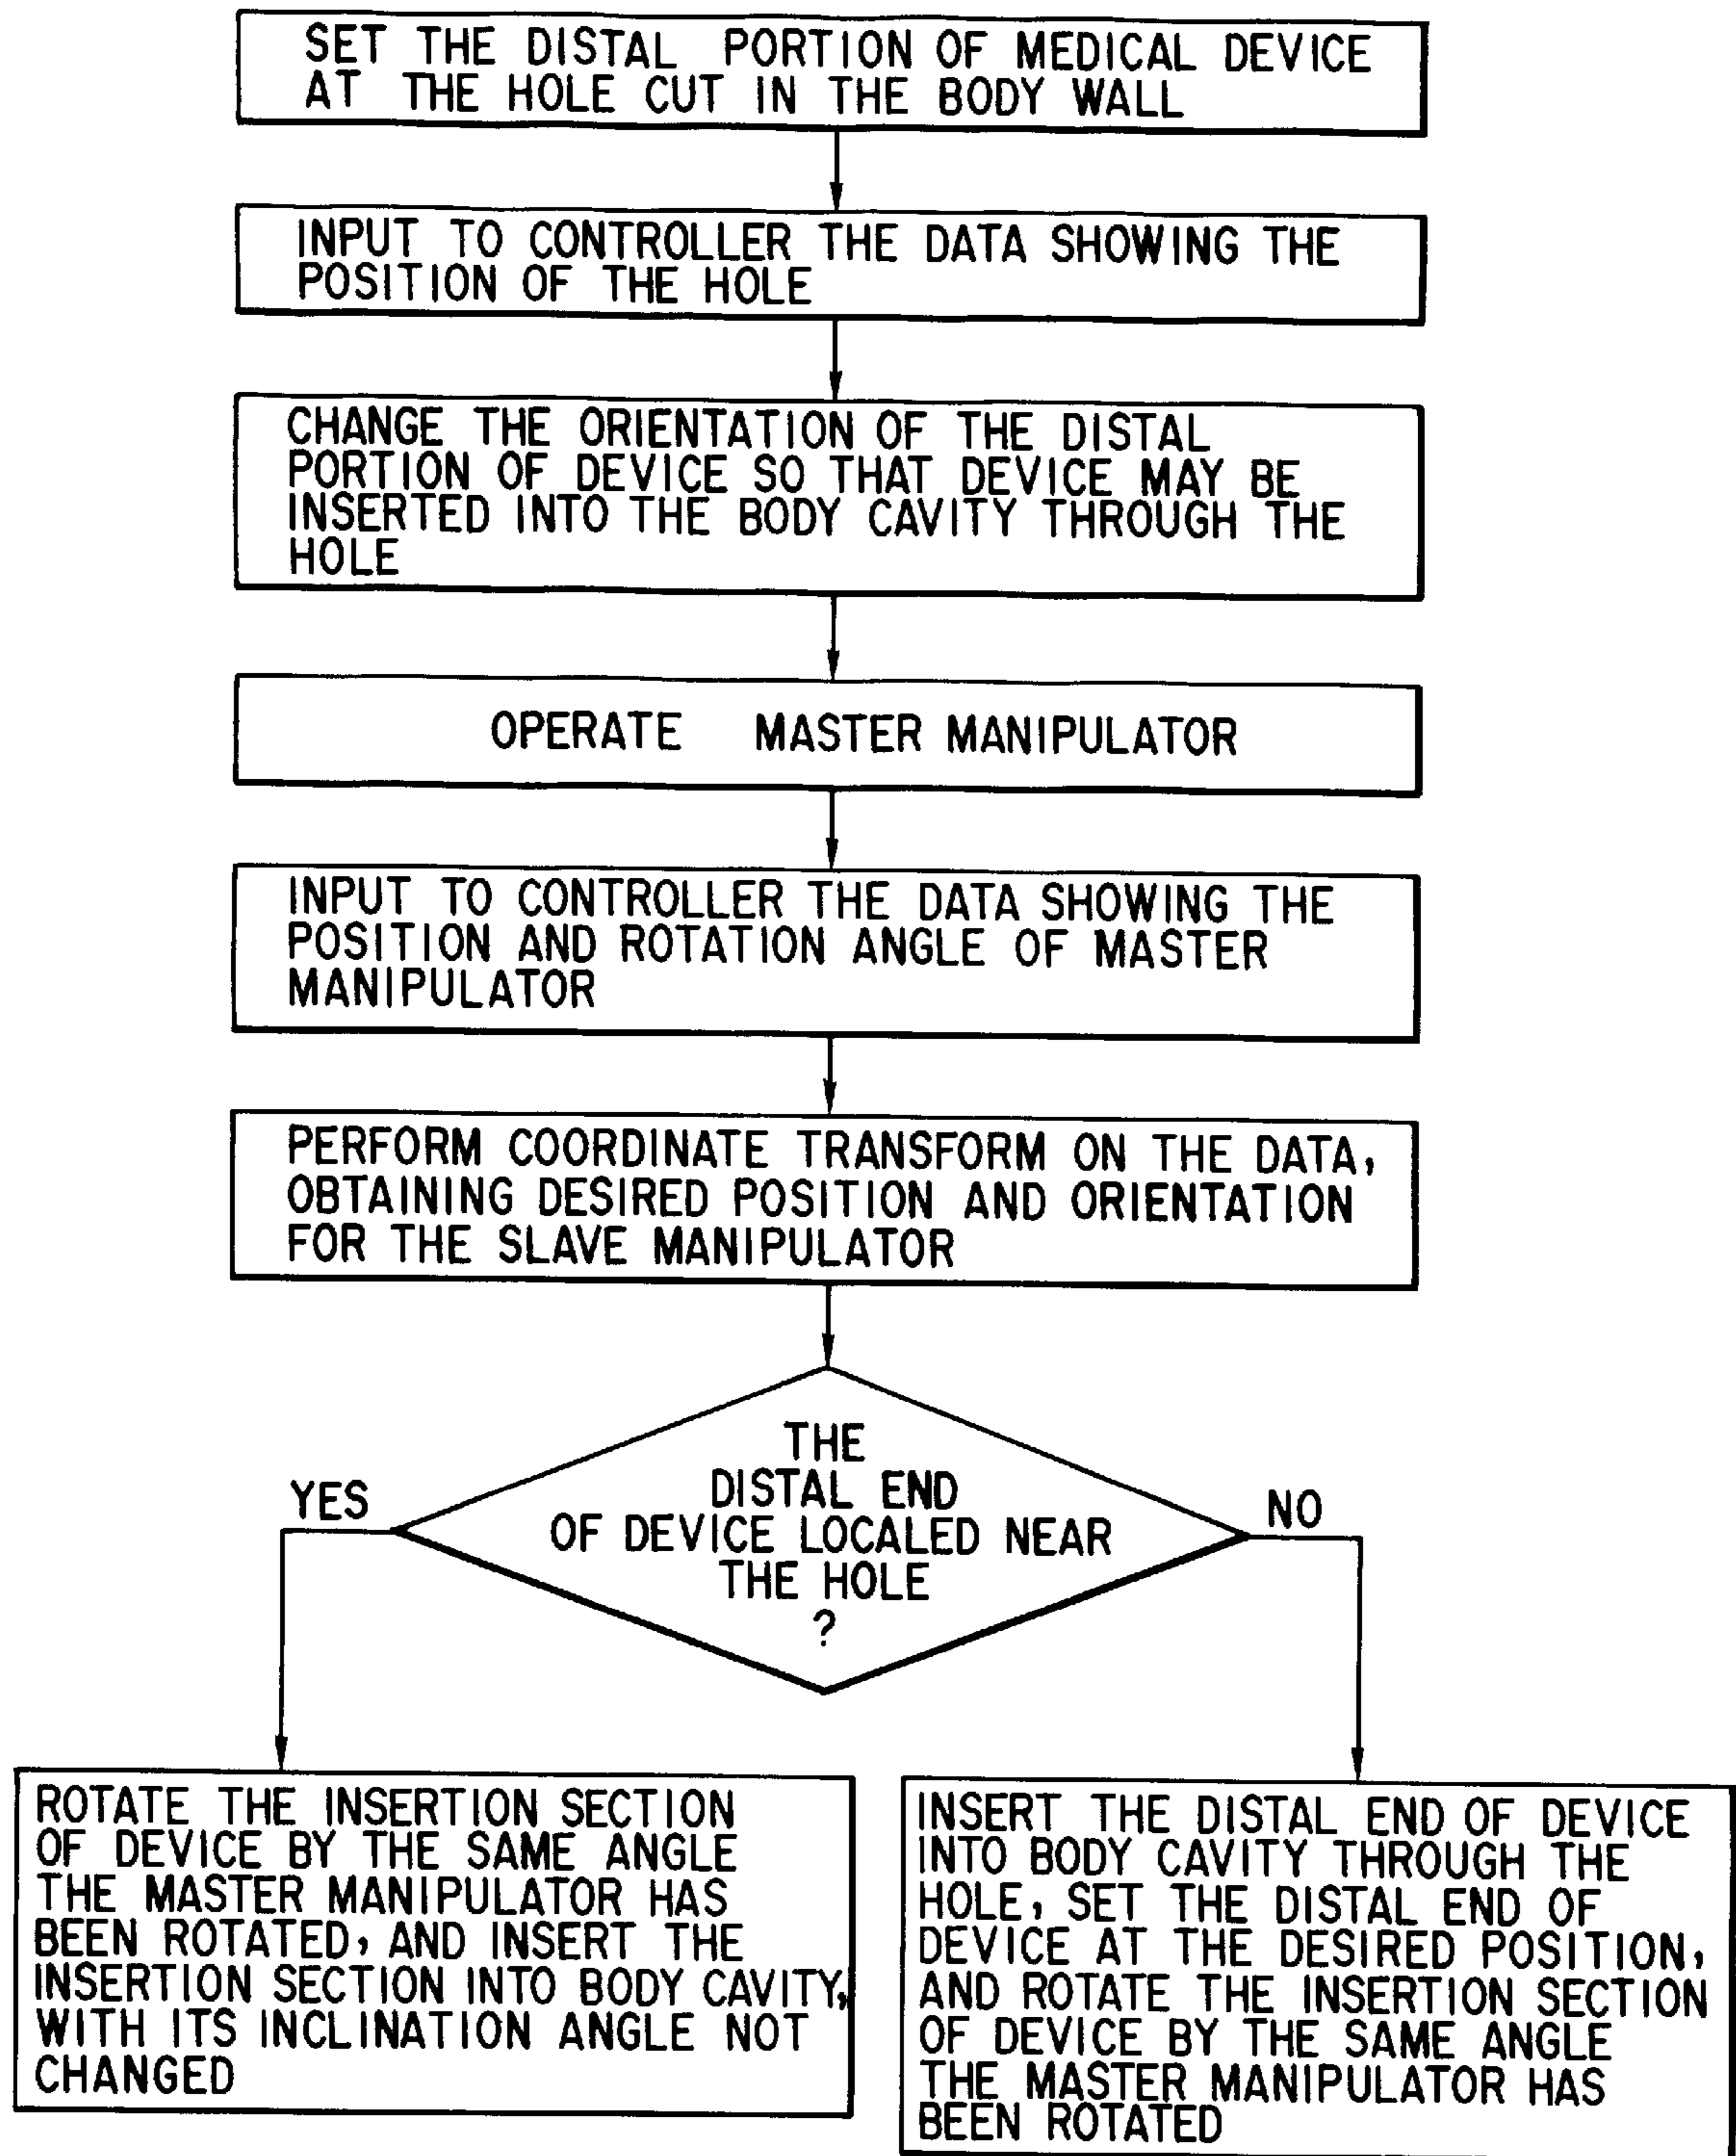 SET THE DISTAL PORTION OF MEDICAL DEVICE
AT THE HOLE CUT IN THE BODY WALL
INPUT TO CONTROLLER THE DATA SHOWING THE
POSITION OF THE HOLE
CHANGE THE ORIENTATION OF THE DISTAL
PORTION OF DEVICE SO THAT DEVICE MAY BE
INSERTED INTO THE BODY CAVITY THROUGH THE
HOLE
OPERATE MASTER MANIPULATOR
INPUT TO CONTROLLER THE DATA SHOWING THE
POSITION AND ROTATION ANGLE OF MASTER
MANIPULATOR
PERFORM COORDINATE TRANSFORM ON THE DATA,
OBTAINING DESIRED POSITION AND ORIENTATION
FOR THE SLAVE MANIPULATOR
THE
DISTAL END
OF DEVICE LOCALED NEAR
THE HOLE
?
YES
NO
ROTATE THE INSERTION SECTION
OF DEVICE BY THE SAME ANGLE
THE MASTER MANIPULATOR HAS
BEEN ROTATED, AND INSERT THE
INSERTION SECTION INTO BODY CAVITY,
WITH ITS INCLINATION ANGLE NOT
CHANGED
INSERT THE DISTAL END OF DEVICE
INTO BODY CAVITY THROUGH THE
HOLE, SET THE DISTAL END OF
DEVICE AT THE DESIRED POSITION,
AND ROTATE THE INSERTION SECTION
OF DEVICE BY THE SAME ANGLE
THE MASTER MANIPULATOR HAS
BEEN ROTATED